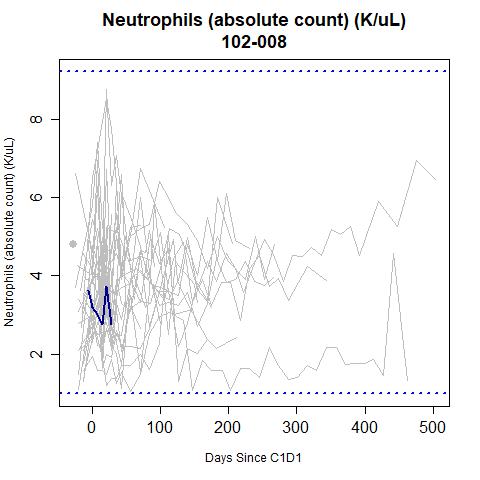 Neutrophils (absolute count) (K/uL)
102-008
Neutrophils (absolute count) (K/uL)
8
6
4
2
0 100 200 300 400 500
Days Since C1D1